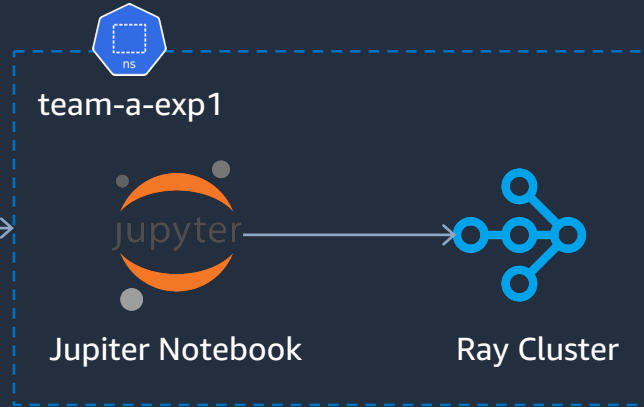 ns
team-a-exp1
jupyter
Jupiter Notebook
Ray Cluster